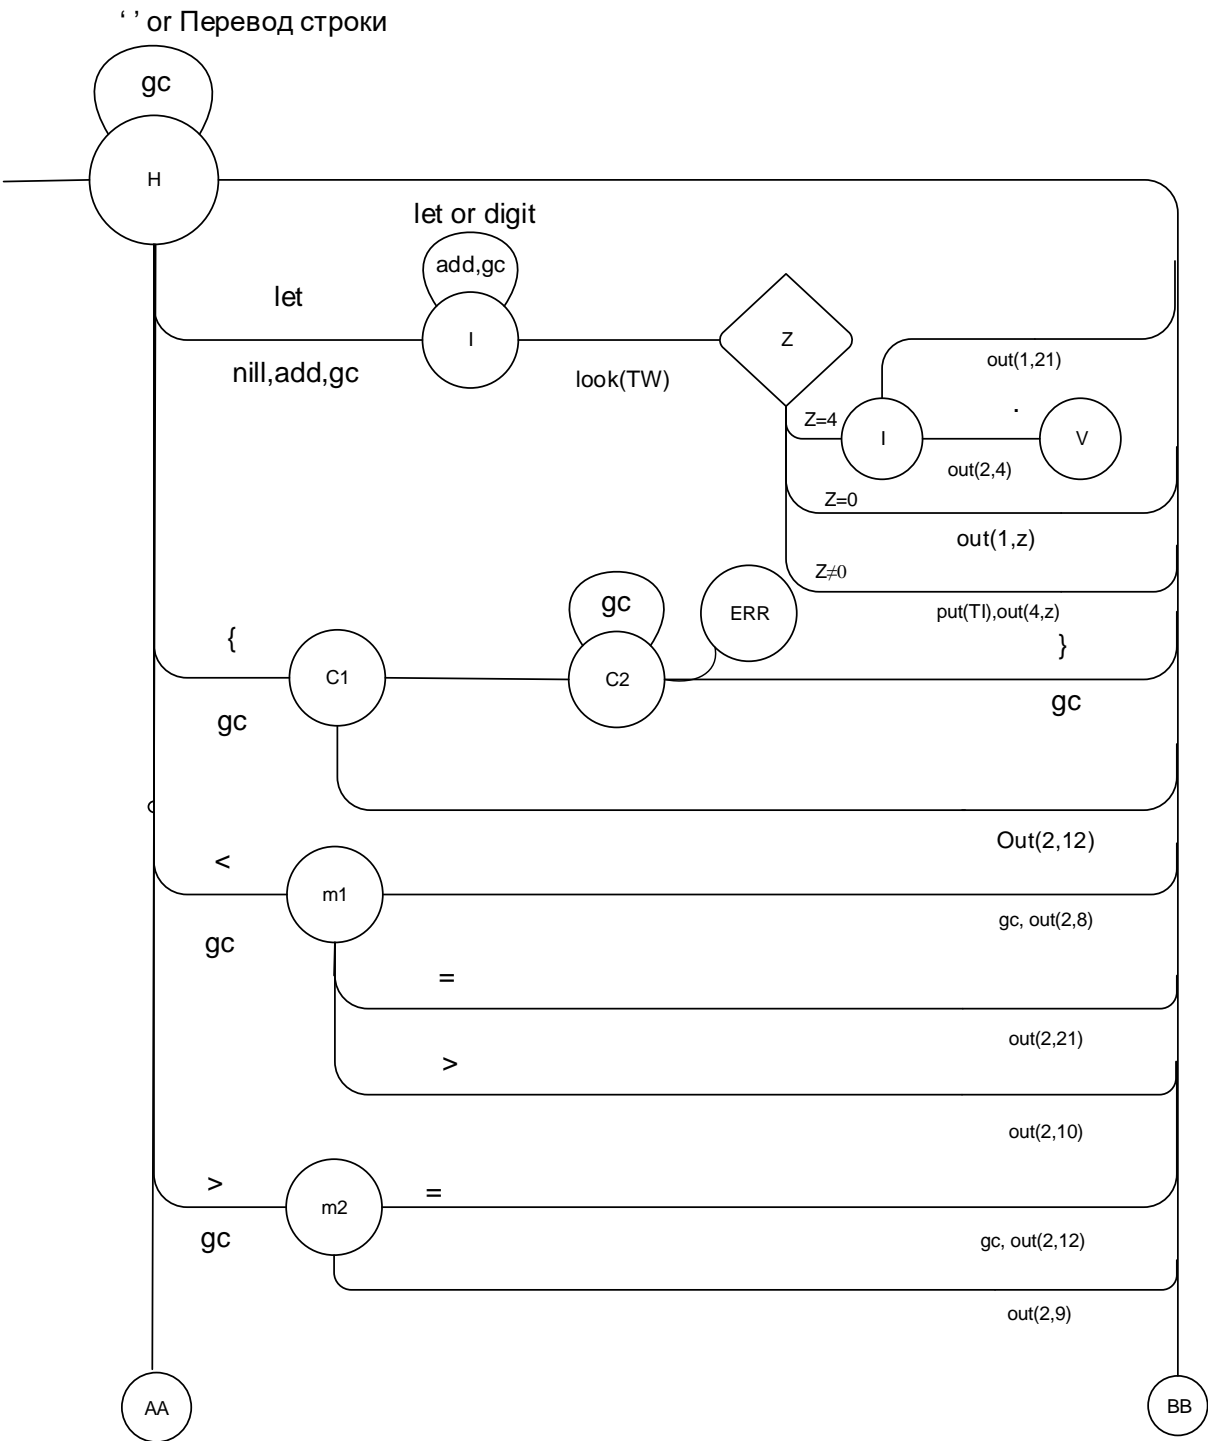 ‘ ’ or Перевод строки
gc
H
let or digit
add,gc
let
I
Z
nill,add,gc
look(TW)
out(1,21)
Z=4
.
I
V
out(2,4)
Z=0
out(1,z)
Z≠0
gc
ERR
put(TI),out(4,z)
{
}
C1
C2
gc
gc
Out(2,12)
<
m1
gc, out(2,8)
gc
=
out(2,21)
>
out(2,10)
>
=
m2
gc
gc, out(2,12)
out(2,9)
AA
BB